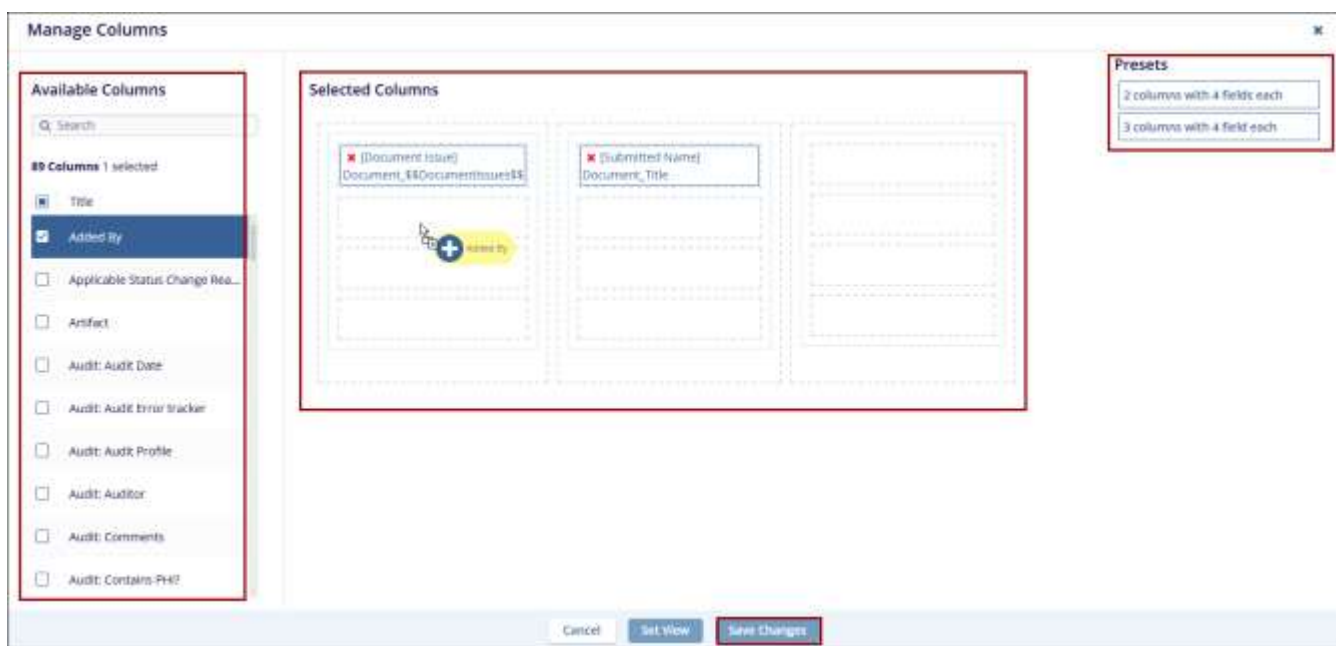 Manage Columns
Available Columns
Search
89 Columns 1 selected
Title
Added By
Applicable Status Change Rea...
Artifact
Audit: Audit Date
Audit: Audit Error tracker
Audit: Audit Profile
Audit: Auditor
Audit: Comments
Audit: Contains PHI?
Selected Columns
[Document Issue]
Document_$$DocumentIssues$$
[Submitted Name]
Document_Title
Added By
Presets
2 columns with 4 fields each
3 columns with 4 field each
Cancel
Set View
Save Changes